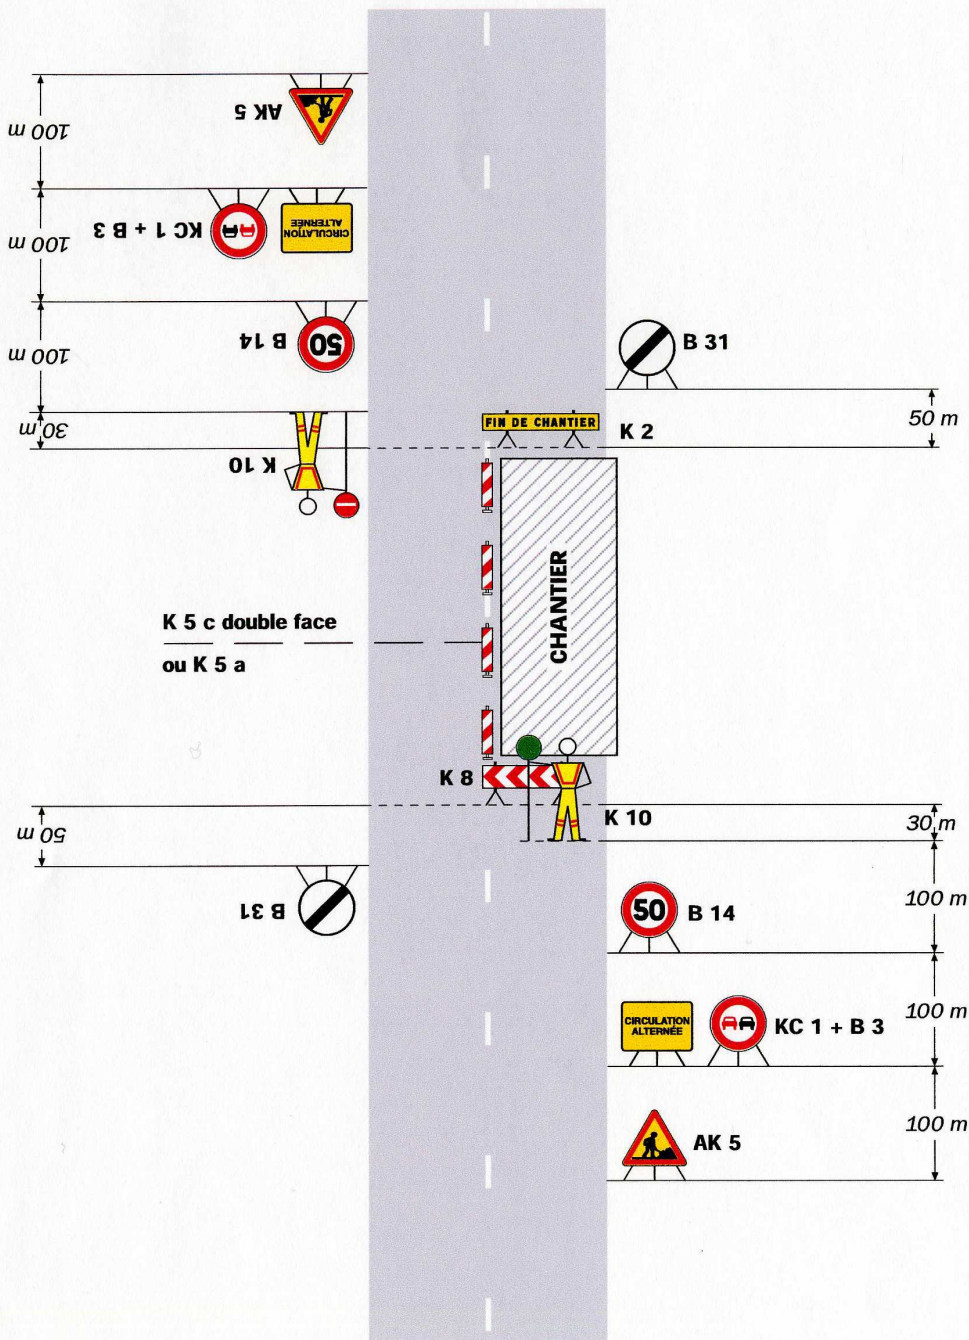 100 m
AK 5
100 m
KC 1 + B 3
CIRCULATION
ALTERNÉE
100 m
B 14
50
B 31
50 m
30 m
FIN DE CHANTIER
K 2
K 10
CHANTIER
K 5 c double face
ou K 5 a
K 8
K 10
30 m
50 m
B 31
50
B 14
100 m
CIRCULATION
ALTERNÉE
KC 1 + B 3
100 m
AK 5
100 m